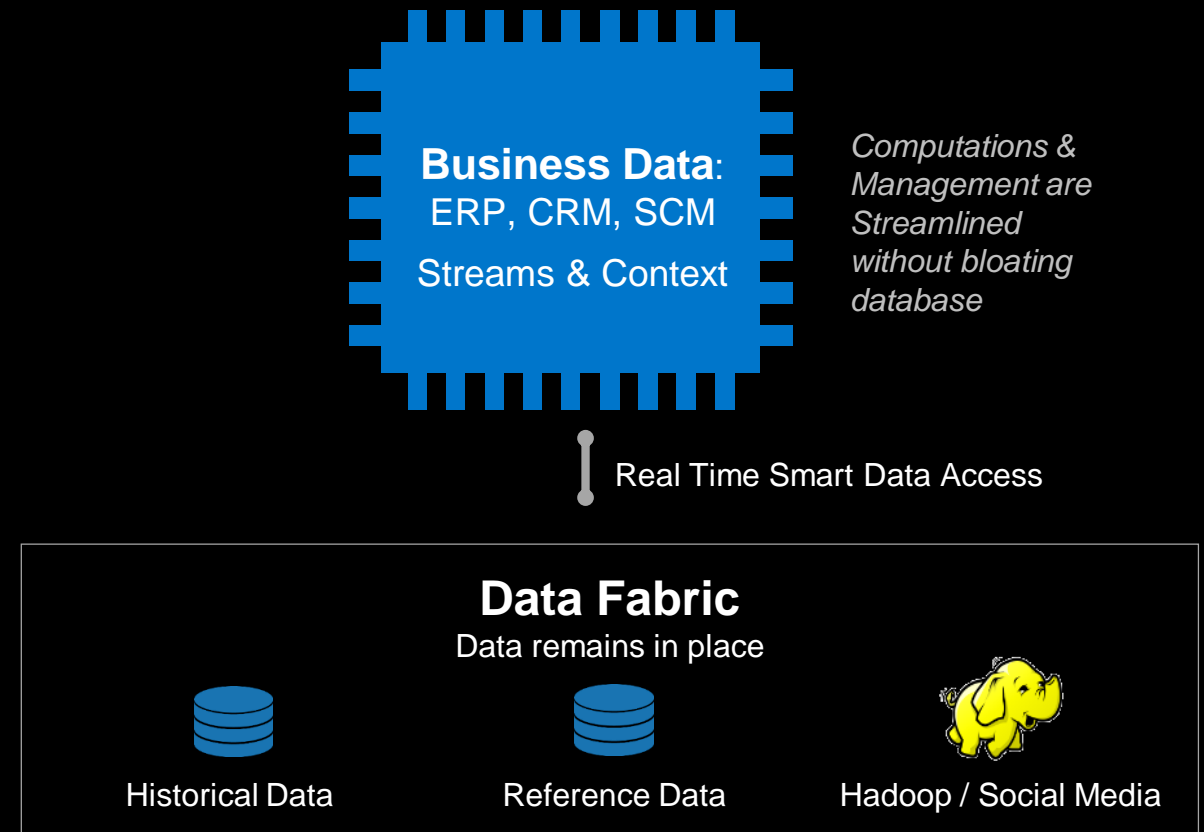 Business Data:
ERP, CRM, SCM
Streams & Context
Computations &
Management are
Streamlined
without bloating
database
Real Time Smart Data Access
Data Fabric
Data remains in place
Historical Data
Reference Data
Hadoop / Social Media